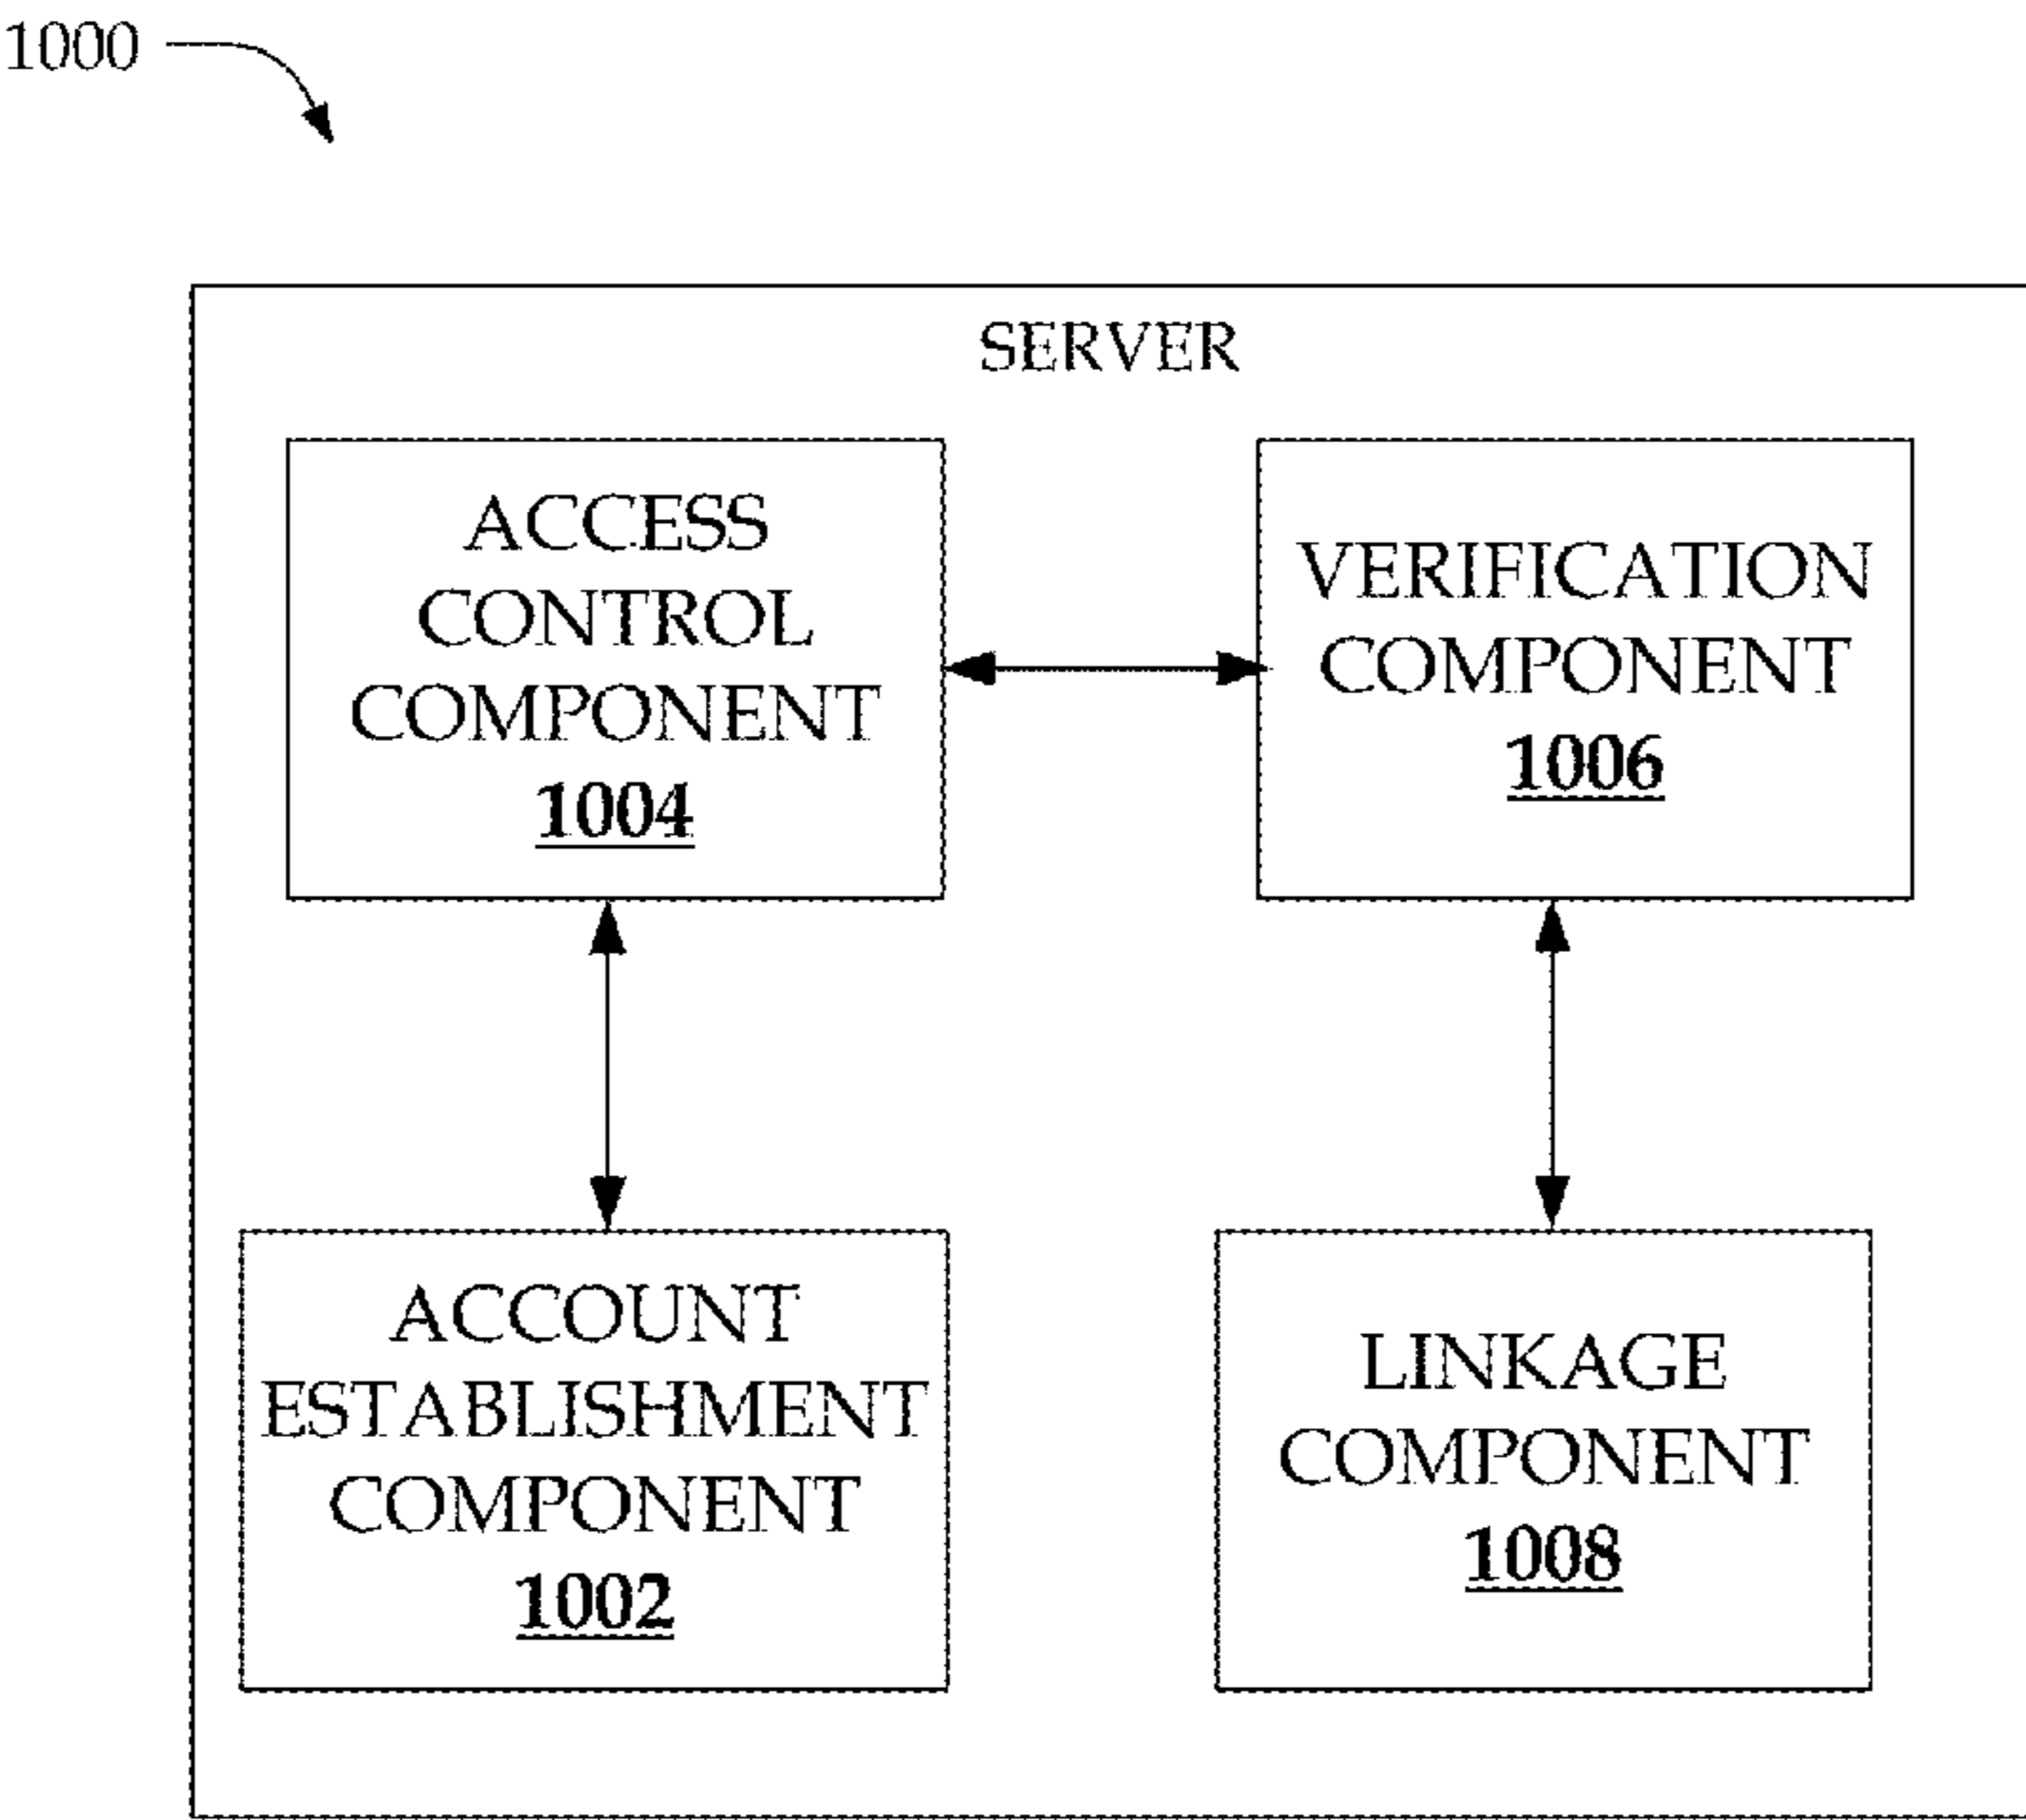 1000
SERVER
ACCESS
CONTROL
COMPONENT
1004
VERIFICATION
COMPONENT
1006
ACCOUNT
ESTABLISHMENT
COMPONENT
1002
LINKAGE
COMPONENT
1008